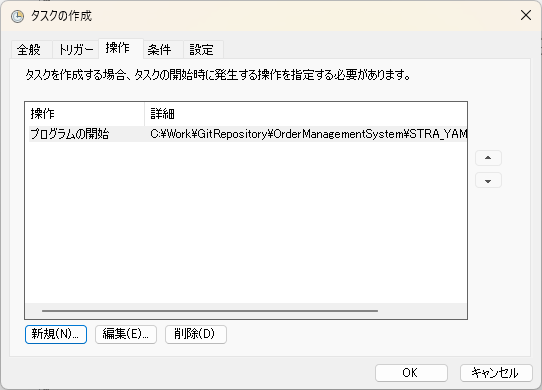 タスクの作成
全般 トリガー 操作 条件 設定
タスクを作成する場合、タスクの開始時に発生する操作を指定する必要があります。
操作 詳細
プログラムの開始 C:¥Work¥GitRepository¥OrderManagementSystem¥STRA_YAM
新規(N)... 編集(E)... 削除(D)
OK キャンセル